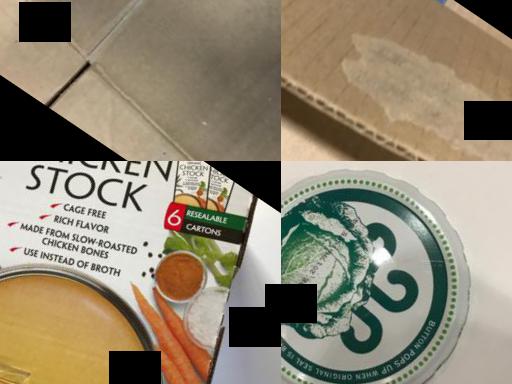 CHICKEN
STOCK
CHICKEN
STOCK
CAGE FREE
RICH FLAVOR
MADE FROM SLOW-ROASTED
CHICKEN BONES
USE INSTEAD OF BROTH
6 RESEALABLE
CARTONS
BUTTON POPS UP WHEN ORIGINAL SEAL IS